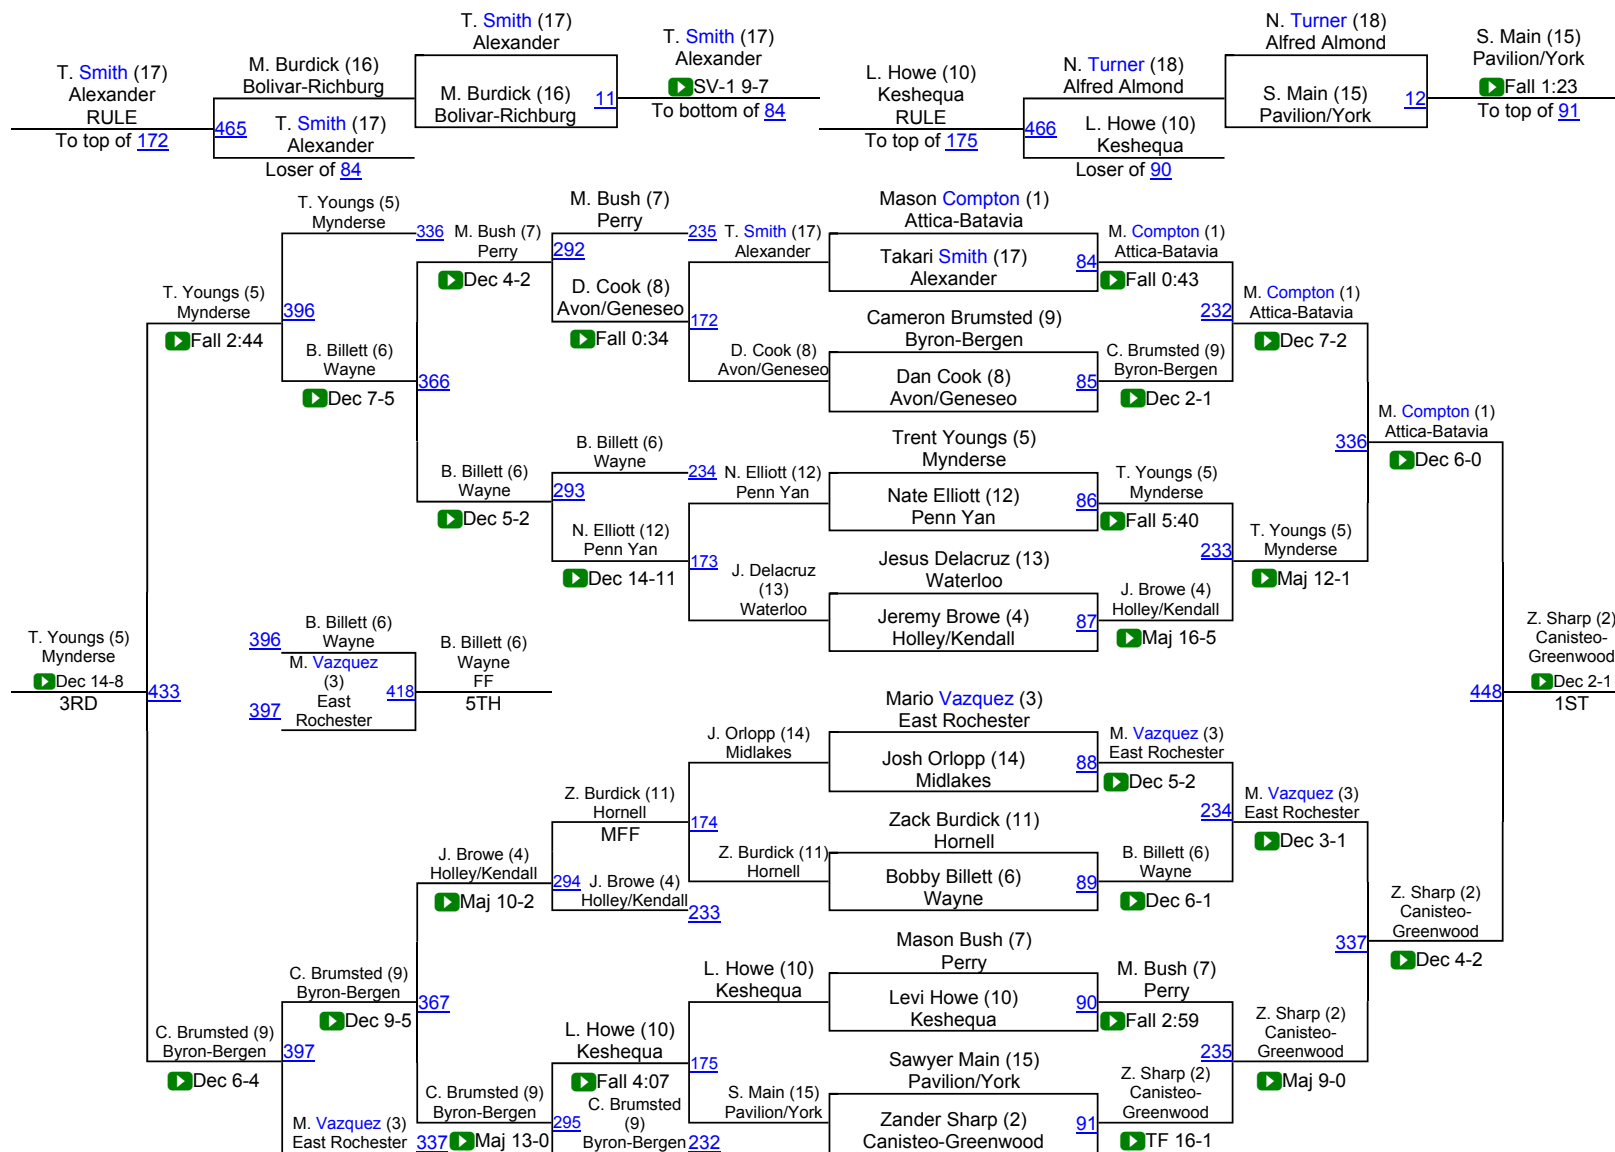 T. Smith (17)
Alexander
RULE
To top of 172
M. Burdick (16)
Bolivar-Richburg
465
T. Smith (17)
Alexander
Loser of 84
T. Smith (17)
Alexander
M. Burdick (16)
Bolivar-Richburg
11
T. Smith (17)
Alexander
SV-1 9-7
To bottom of 84
L. Howe (10)
Keshequa
RULE
To top of 175
N. Turner (18)
Alfred Almond
466
L. Howe (10)
Keshequa
Loser of 90
N. Turner (18)
Alfred Almond
S. Main (15)
Pavilion/York
12
S. Main (15)
Pavilion/York
Fall 1:23
To top of 91
T. Youngs (5)
Mynderse
336
T. Youngs (5)
Mynderse
Fall 2:44
396
B. Billett (6)
Wayne
Dec 7-5
M. Bush (7)
Perry
Dec 4-2
366
B. Billett (6)
Wayne
Dec 5-2
M. Bush (7)
Perry
235
292
D. Cook (8)
Avon/Geneseo
Fall 0:34
B. Billett (6)
Wayne
234
293
N. Elliott (12)
Penn Yan
Dec 14-11
T. Smith (17)
Alexander
172
D. Cook (8)
Avon/Geneseo
N. Elliott (12)
Penn Yan
173
J. Delacruz
(13)
Waterloo
Mason Compton (1)
Attica-Batavia
Takari Smith (17)
Alexander
84
Cameron Brumsted (9)
Byron-Bergen
Dan Cook (8)
Avon/Geneseo
85
Trent Youngs (5)
Mynderse
Nate Elliott (12)
Penn Yan
86
Jesus Delacruz (13)
Waterloo
Jeremy Browe (4)
Holley/Kendall
87
M. Compton (1)
Attica-Batavia
Fall 0:43
232
C. Brumsted (9)
Byron-Bergen
Dec 2-1
T. Youngs (5)
Mynderse
Fall 5:40
233
J. Browe (4)
Holley/Kendall
Maj 16-5
M. Compton (1)
Attica-Batavia
Dec 7-2
336
T. Youngs (5)
Mynderse
Maj 12-1
M. Compton (1)
Attica-Batavia
Dec 6-0
T. Youngs (5)
Mynderse
Dec 14-8
3RD
433
396
B. Billett (6)
Wayne
M. Vazquez
(3)
East
Rochester
397
418
B. Billett (6)
Wayne
FF
5TH
448
Z. Sharp (2)
Canisteo-
Greenwood
Dec 2-1
1ST
C. Brumsted (9)
Byron-Bergen
Dec 6-4
C. Brumsted (9)
Byron-Bergen
Dec 9-5
397
M. Vazquez (3)
East Rochester
337
J. Browe (4)
Holley/Kendall
Maj 10-2
367
C. Brumsted (9)
Byron-Bergen
Maj 13-0
Z. Burdick (11)
Hornell
MFF
294
J. Browe (4)
Holley/Kendall
233
L. Howe (10)
Keshequa
Fall 4:07
295
C. Brumsted
(9)
Byron-Bergen
232
J. Orlopp (14)
Midlakes
174
Z. Burdick (11)
Hornell
L. Howe (10)
Keshequa
175
S. Main (15)
Pavilion/York
Mario Vazquez (3)
East Rochester
Josh Orlopp (14)
Midlakes
88
Zack Burdick (11)
Hornell
Bobby Billett (6)
Wayne
89
Mason Bush (7)
Perry
Levi Howe (10)
Keshequa
90
Sawyer Main (15)
Pavilion/York
Zander Sharp (2)
Canisteo-Greenwood
91
M. Vazquez (3)
East Rochester
Dec 5-2
234
B. Billett (6)
Wayne
Dec 6-1
M. Bush (7)
Perry
Fall 2:59
235
Z. Sharp (2)
Canisteo-
Greenwood
TF 16-1
M. Vazquez (3)
East Rochester
Dec 3-1
337
Z. Sharp (2)
Canisteo-
Greenwood
Maj 9-0
Z. Sharp (2)
Canisteo-
Greenwood
Dec 4-2